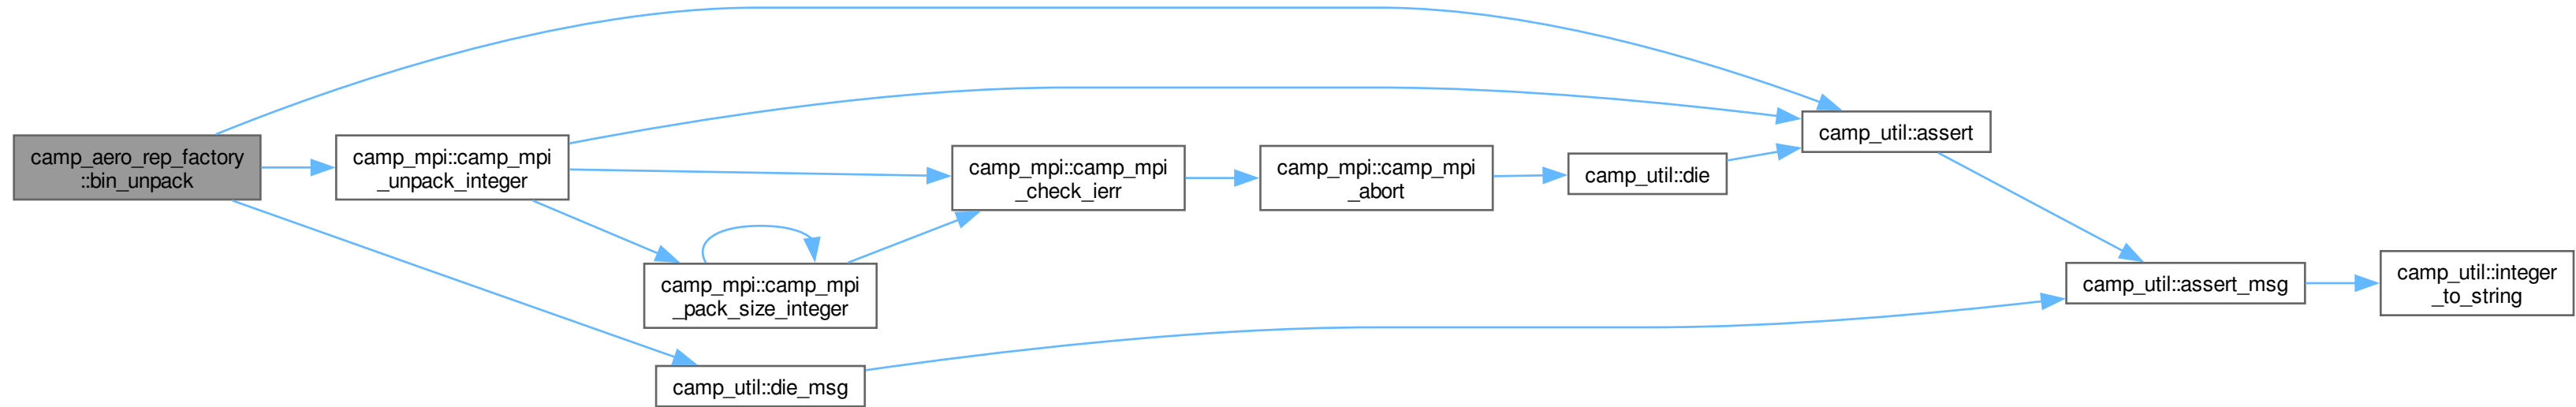 camp_aero_rep_factory
::bin_unpack
camp_mpi::camp_mpi
_unpack_integer
camp_mpi::camp_mpi
_pack_size_integer
camp_util::die_msg
camp_mpi::camp_mpi
_check_ierr
camp_mpi::camp_mpi
_abort
camp_util::die
camp_util::assert
camp_util::assert_msg
camp_util::integer
_to_string